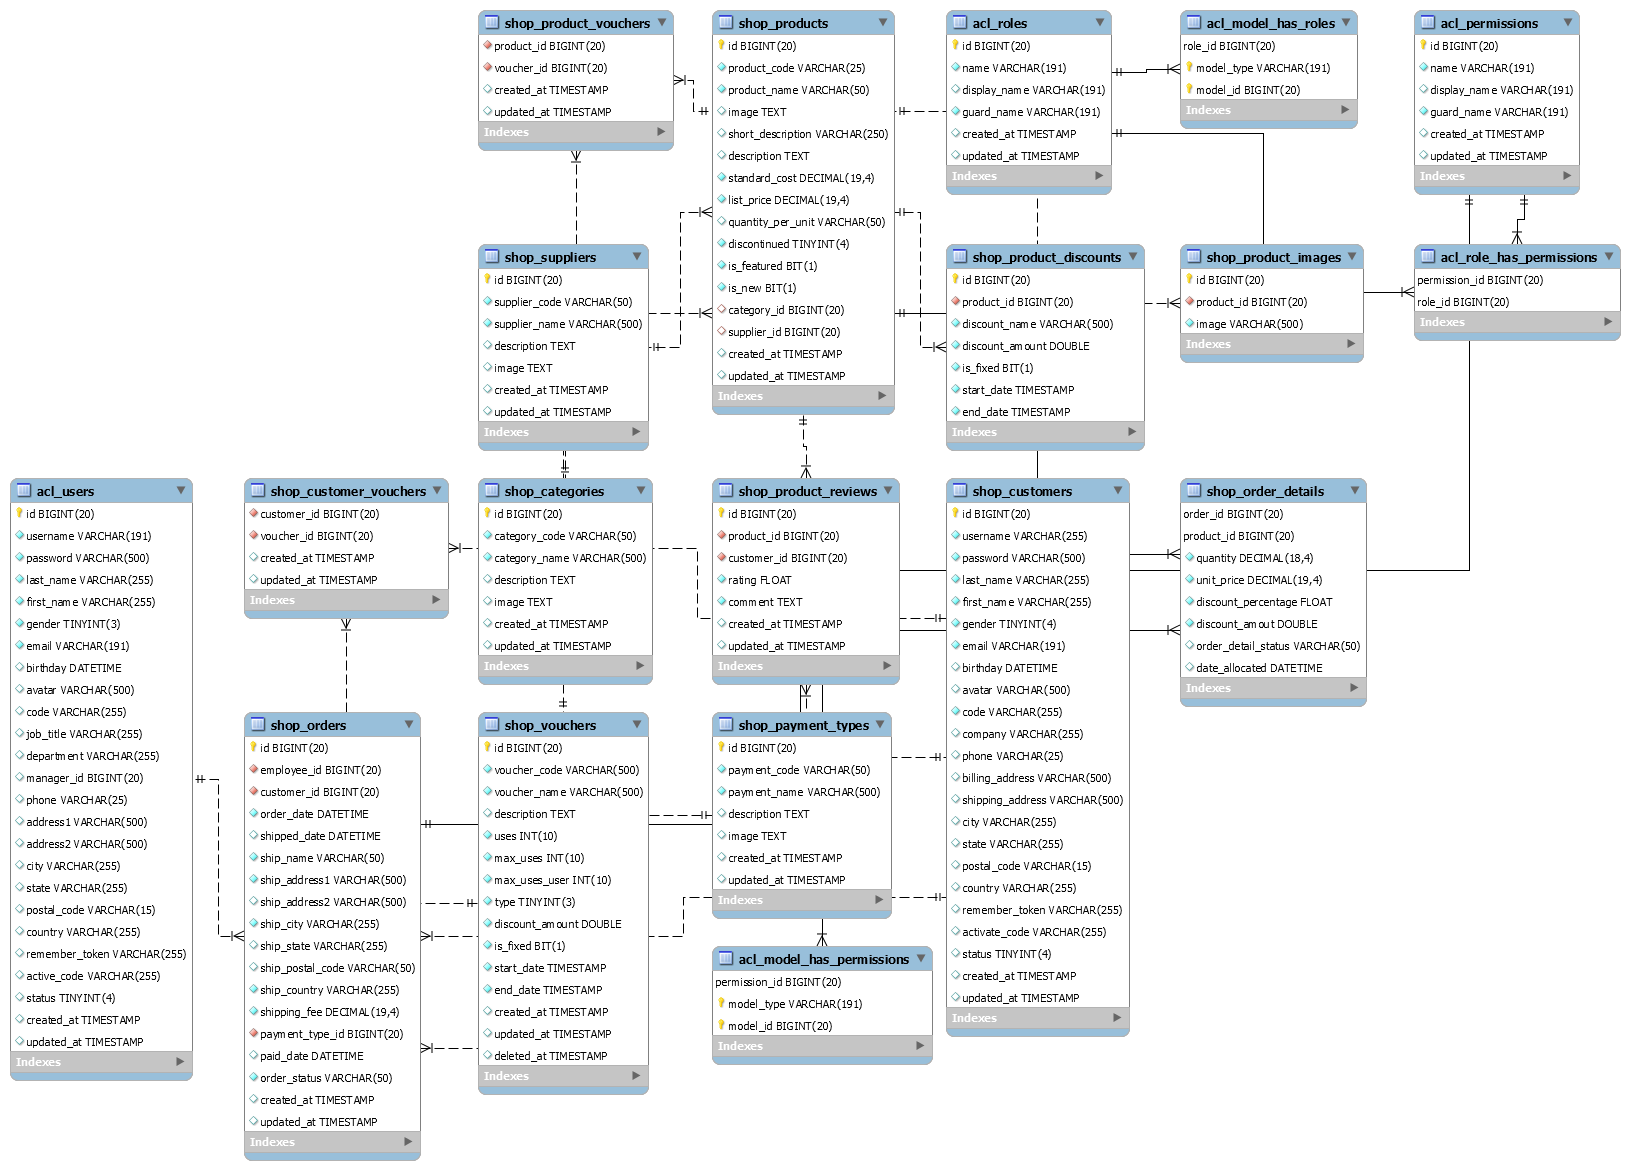 shop_product_vouchers
product_id BIGINT(20)
voucher_id BIGINT(20)
created_at TIMESTAMP
updated_at TIMESTAMP
Indexes
shop_products
id BIGINT(20)
product_code VARCHAR(25)
product_name VARCHAR(50)
image TEXT
short_description VARCHAR(250)
description TEXT
standard_cost DECIMAL(19,4)
list_price DECIMAL(19,4)
quantity_per_unit VARCHAR(50)
discontinued TINYINT(4)
is_featured BIT(1)
is_new BIT(1)
category_id BIGINT(20)
supplier_id BIGINT(20)
created_at TIMESTAMP
updated_at TIMESTAMP
Indexes
acl_roles
id BIGINT(20)
name VARCHAR(191)
display_name VARCHAR(191)
guard_name VARCHAR(191)
created_at TIMESTAMP
updated_at TIMESTAMP
Indexes
acl_model_has_roles
role_id BIGINT(20)
model_type VARCHAR(191)
model_id BIGINT(20)
Indexes
acl_permissions
id BIGINT(20)
name VARCHAR(191)
display_name VARCHAR(191)
guard_name VARCHAR(191)
created_at TIMESTAMP
updated_at TIMESTAMP
Indexes
shop_suppliers
id BIGINT(20)
supplier_code VARCHAR(50)
supplier_name VARCHAR(500)
description TEXT
image TEXT
created_at TIMESTAMP
updated_at TIMESTAMP
Indexes
shop_product_discounts
id BIGINT(20)
product_id BIGINT(20)
discount_name VARCHAR(500)
discount_amount DOUBLE
is_fixed BIT(1)
start_date TIMESTAMP
end_date TIMESTAMP
Indexes
shop_product_images
id BIGINT(20)
product_id BIGINT(20)
image VARCHAR(500)
Indexes
acl_role_has_permissions
permission_id BIGINT(20)
role_id BIGINT(20)
Indexes
acl_users
id BIGINT(20)
username VARCHAR(191)
password VARCHAR(500)
last_name VARCHAR(255)
first_name VARCHAR(255)
gender TINYINT(3)
email VARCHAR(191)
birthday DATETIME
avatar VARCHAR(500)
code VARCHAR(255)
job_title VARCHAR(255)
department VARCHAR(255)
manager_id BIGINT(20)
phone VARCHAR(25)
address1 VARCHAR(500)
address2 VARCHAR(500)
city VARCHAR(255)
state VARCHAR(255)
postal_code VARCHAR(15)
country VARCHAR(255)
remember_token VARCHAR(255)
active_code VARCHAR(255)
status TINYINT(4)
created_at TIMESTAMP
updated_at TIMESTAMP
Indexes
shop_customer_vouchers
customer_id BIGINT(20)
voucher_id BIGINT(20)
created_at TIMESTAMP
updated_at TIMESTAMP
Indexes
shop_categories
id BIGINT(20)
category_code VARCHAR(50)
category_name VARCHAR(500)
description TEXT
image TEXT
created_at TIMESTAMP
updated_at TIMESTAMP
Indexes
shop_product_reviews
id BIGINT(20)
product_id BIGINT(20)
customer_id BIGINT(20)
rating FLOAT
comment TEXT
created_at TIMESTAMP
updated_at TIMESTAMP
Indexes
shop_customers
id BIGINT(20)
username VARCHAR(255)
password VARCHAR(500)
last_name VARCHAR(255)
first_name VARCHAR(255)
gender TINYINT(4)
email VARCHAR(191)
birthday DATETIME
avatar VARCHAR(500)
code VARCHAR(255)
company VARCHAR(255)
phone VARCHAR(25)
billing_address VARCHAR(500)
shipping_address VARCHAR(500)
city VARCHAR(255)
state VARCHAR(255)
postal_code VARCHAR(15)
country VARCHAR(255)
remember_token VARCHAR(255)
activate_code VARCHAR(255)
status TINYINT(4)
created_at TIMESTAMP
updated_at TIMESTAMP
Indexes
shop_order_details
order_id BIGINT(20)
product_id BIGINT(20)
quantity DECIMAL(18,4)
unit_price DECIMAL(19,4)
discount_percentage FLOAT
discount_amout DOUBLE
order_detail_status VARCHAR(50)
date_allocated DATETIME
Indexes
shop_orders
id BIGINT(20)
employee_id BIGINT(20)
customer_id BIGINT(20)
order_date DATETIME
shipped_date DATETIME
ship_name VARCHAR(50)
ship_address1 VARCHAR(500)
ship_address2 VARCHAR(500)
ship_city VARCHAR(255)
ship_state VARCHAR(255)
ship_postal_code VARCHAR(50)
ship_country VARCHAR(255)
shipping_fee DECIMAL(19,4)
payment_type_id BIGINT(20)
paid_date DATETIME
order_status VARCHAR(50)
created_at TIMESTAMP
updated_at TIMESTAMP
Indexes
shop_vouchers
id BIGINT(20)
voucher_code VARCHAR(500)
voucher_name VARCHAR(500)
description TEXT
uses INT(10)
max_uses INT(10)
max_uses_user INT(10)
type TINYINT(3)
discount_amount DOUBLE
is_fixed BIT(1)
start_date TIMESTAMP
end_date TIMESTAMP
created_at TIMESTAMP
updated_at TIMESTAMP
deleted_at TIMESTAMP
Indexes
shop_payment_types
id BIGINT(20)
payment_code VARCHAR(50)
payment_name VARCHAR(500)
description TEXT
image TEXT
created_at TIMESTAMP
updated_at TIMESTAMP
Indexes
acl_model_has_permissions
permission_id BIGINT(20)
model_type VARCHAR(191)
model_id BIGINT(20)
Indexes